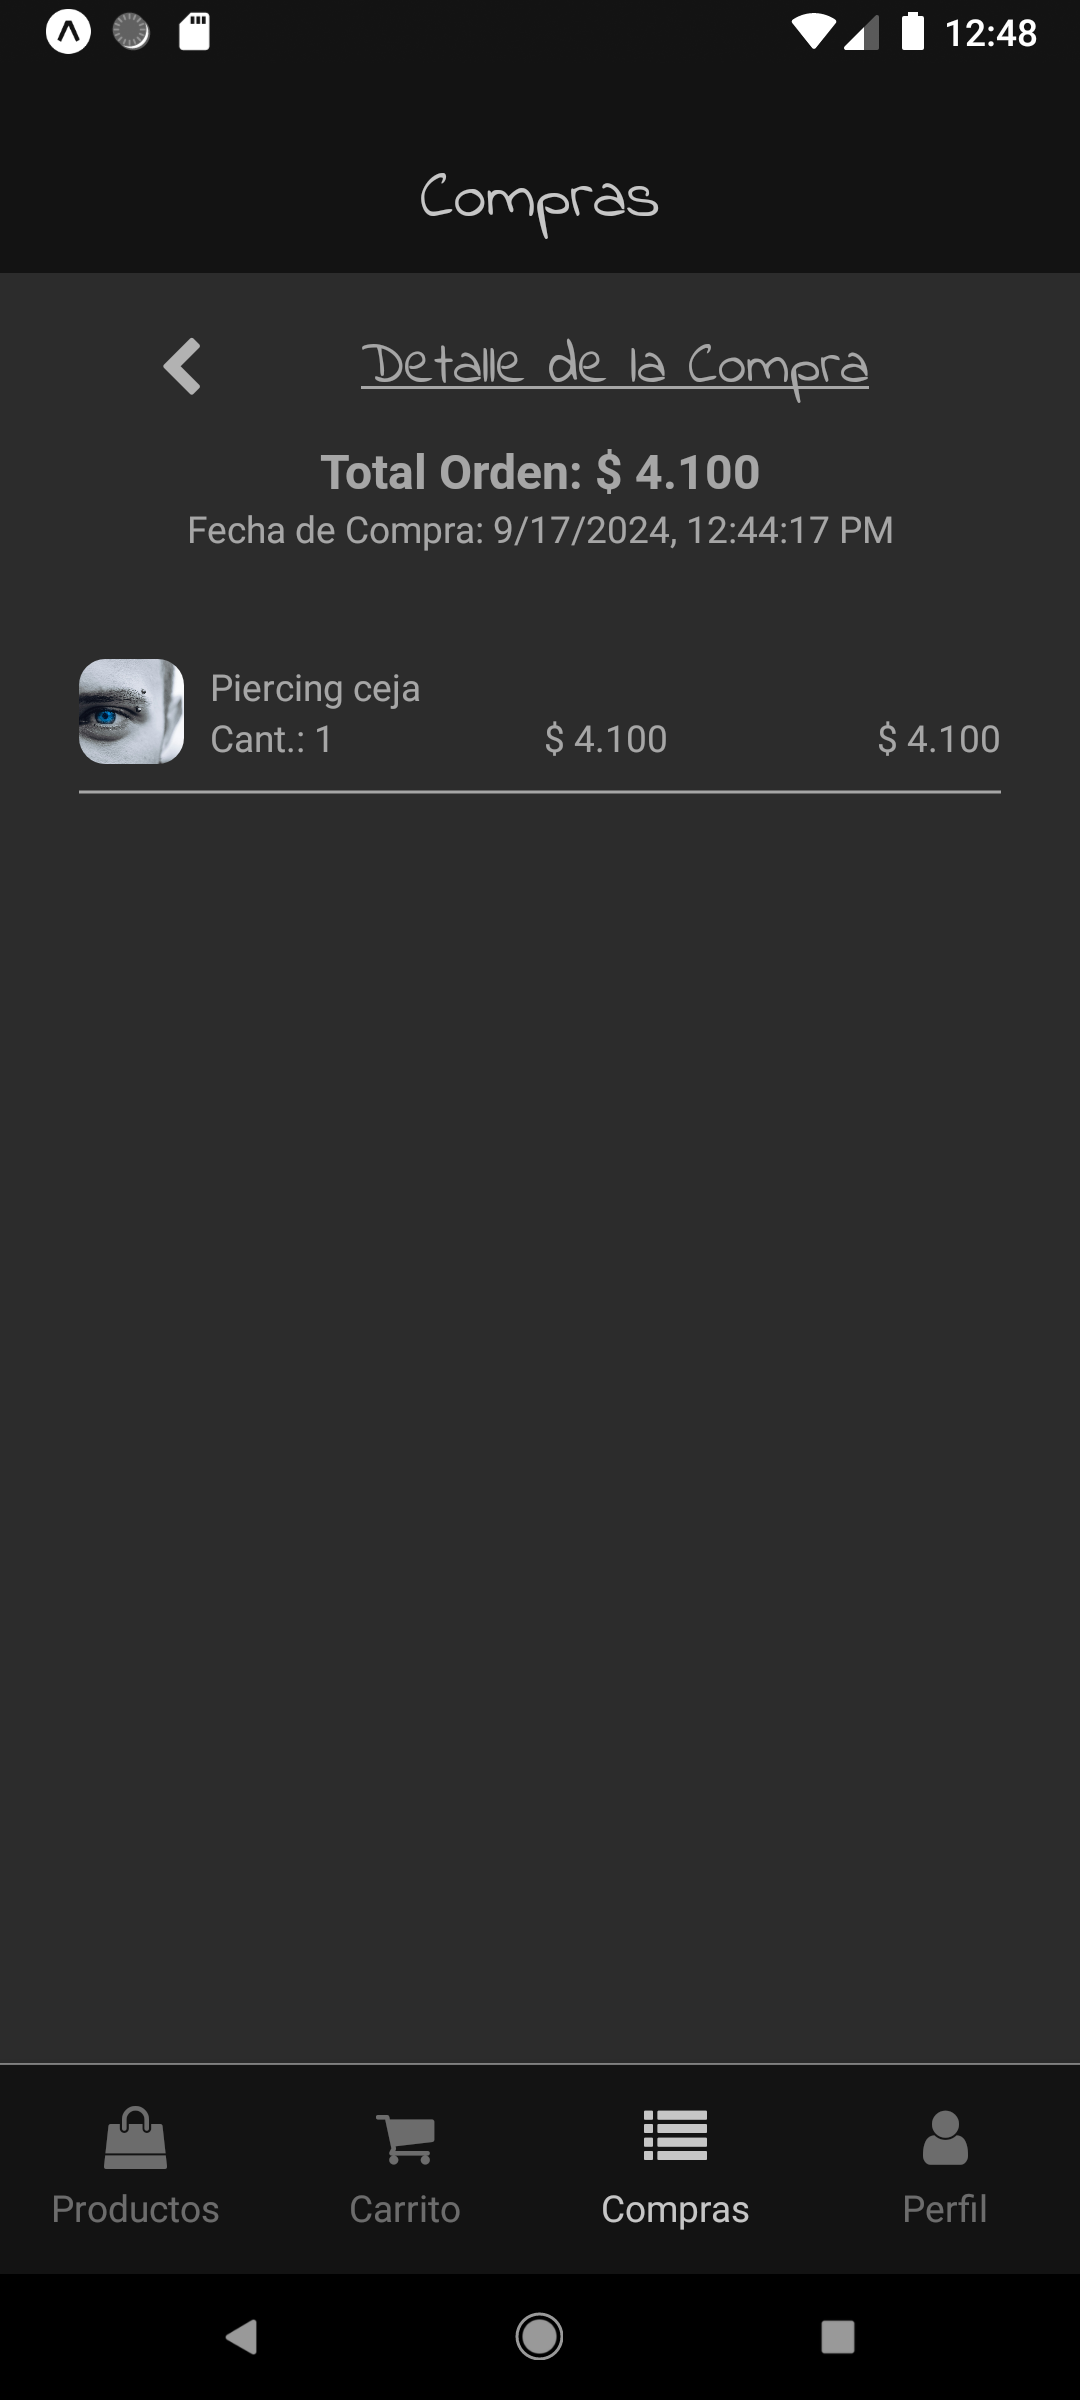 12:48
Compras
Detalle de la Compra
Total Orden: $ 4.100
Fecha de Compra: 9/17/2024, 12:44:17 PM
Piercing ceja
Cant.: 1 $ 4.100 $ 4.100
Productos Carrito Compras Perfil